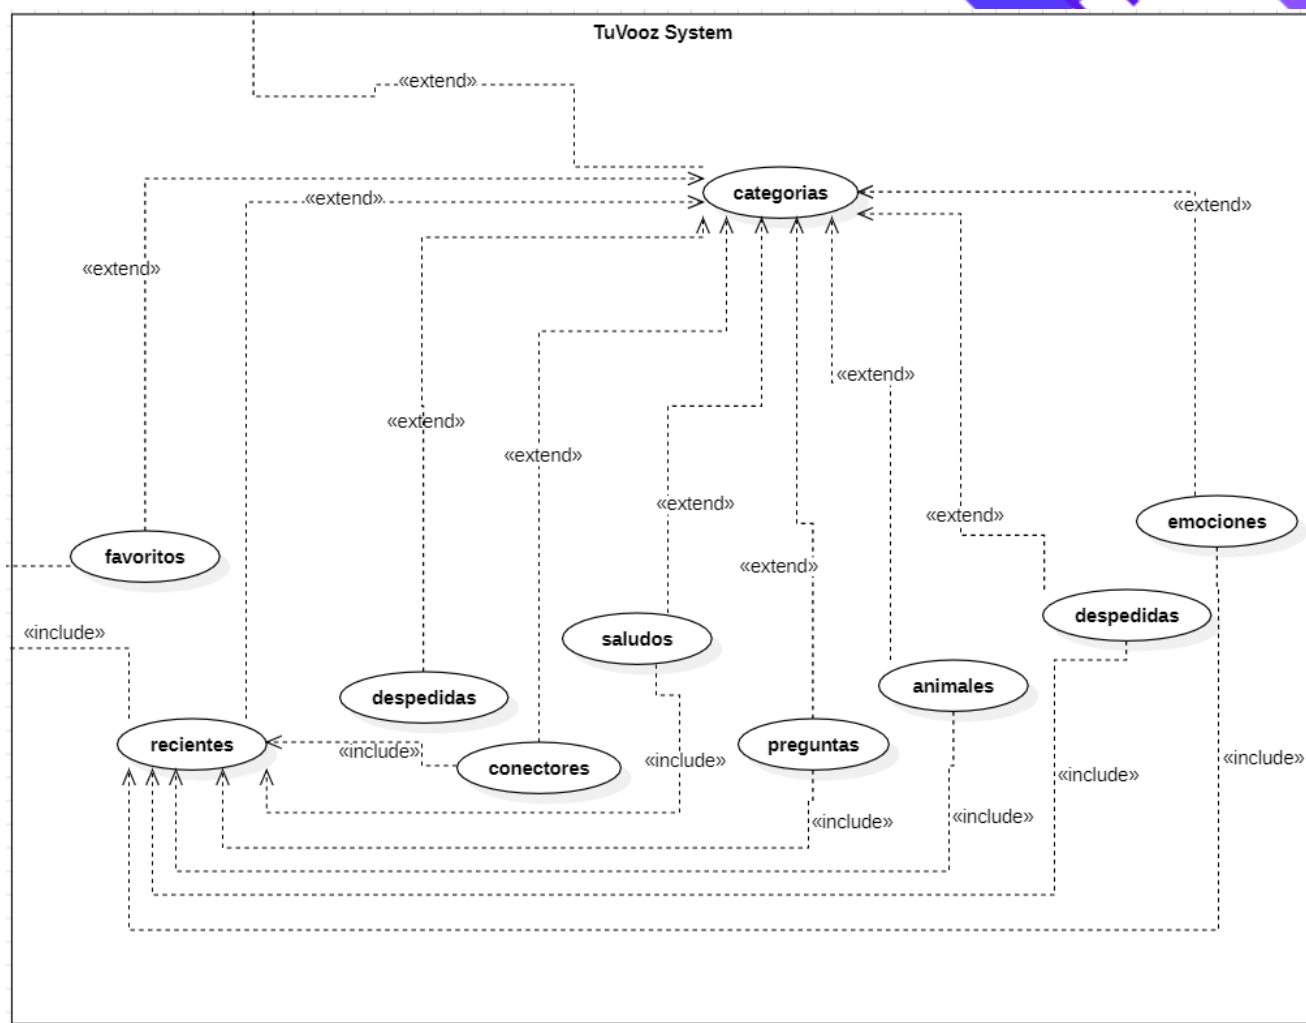 TuVooz System
«extend»
categorias
«extend»
«extend»
«extend»
«extend»
«extend»
«extend»
«extend»
«extend»
«extend»
emociones
favoritos
«extend»
despedidas
«include»
saludos
animales
despedidas
recientes
«include»
preguntas
conectores
«include»
«include»
«include»
«include»
«include»